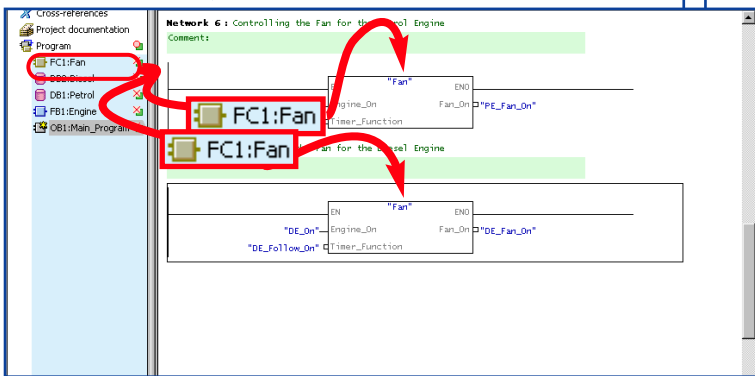 Cross-references
Project documentation
Program
FC1:Fan
DB1:Petrol
FB1:Engine
OB1:Main_Program
Network 6 : Controlling the Fan for the Petrol Engine
Comment:
"Fan"
ENO
Engine_On
Fan_On "PE_Fan_On"
Timer_Function
FC1:Fan
FC1:Fan
Fan for the Diesel Engine
"Fan"
EN
ENO
"DE_On" Engine_On
Fan_On "DE_Fan_On"
"DE_Follow_On" Timer_Function